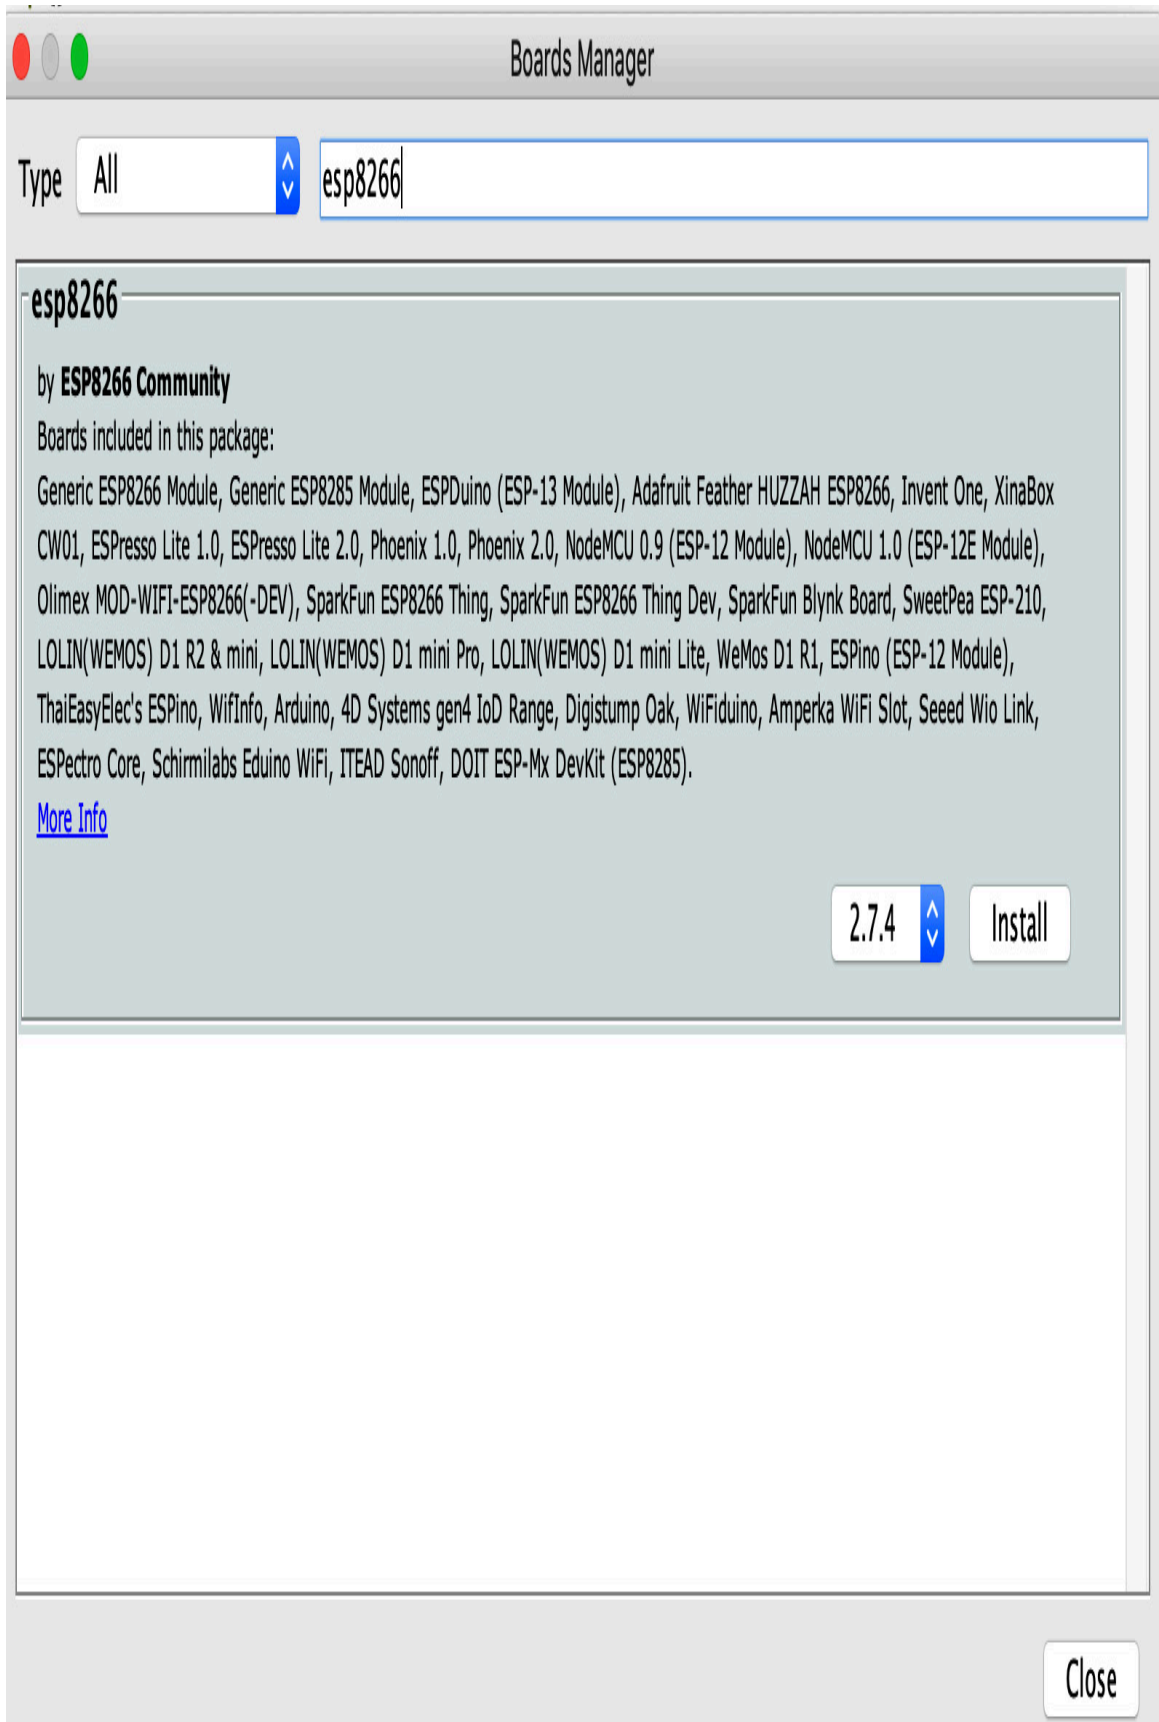 Boards Manager
Type All esp8266
esp8266
by ESP8266 Community
Boards included in this package:
Generic ESP8266 Module, Generic ESP8285 Module, ESPDuino (ESP-13 Module), Adafruit Feather HUZZAH ESP8266, Invent One, XinaBox
CW01, ESPresso Lite 1.0, ESPresso Lite 2.0, Phoenix 1.0, Phoenix 2.0, NodeMCU 0.9 (ESP-12 Module), NodeMCU 1.0 (ESP-12E Module),
Olimex MOD-WIFI-ESP8266(-DEV), SparkFun ESP8266 Thing, SparkFun ESP8266 Thing Dev, SparkFun Blynk Board, SweetPea ESP-210,
LOLIN(WEMOS) D1 R2 & mini, LOLIN(WEMOS) D1 mini Pro, LOLIN(WEMOS) D1 mini Lite, WeMos D1 R1, ESPino (ESP-12 Module),
ThaiEasyElec's ESPino, WifInfo, Arduino, 4D Systems gen4 IoD Range, Digistump Oak, WiFiduino, Amperka WiFi Slot, Seeed Wio Link,
ESPectro Core, Schirmilabs Eduino WiFi, ITEAD Sonoff, DOIT ESP-Mx DevKit (ESP8285).
More Info
2.7.4 Install
Close